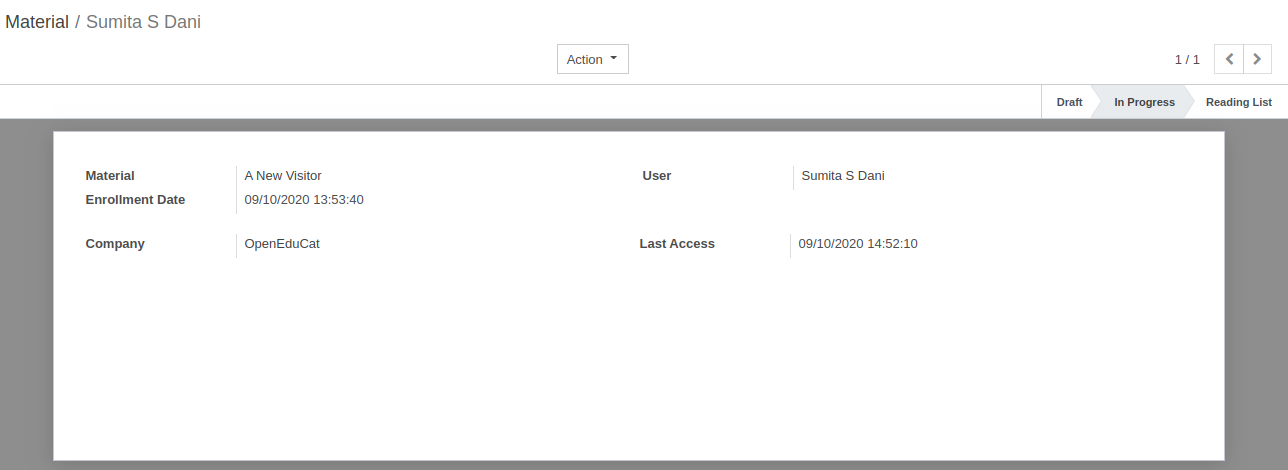 Material / Sumita S Dani
Action
1 / 1
Draft
In Progress
Reading List
Material
A New Visitor
User
Sumita S Dani
Enrollment Date
09/10/2020 13:53:40
Company
OpenEduCat
Last Access
09/10/2020 14:52:10